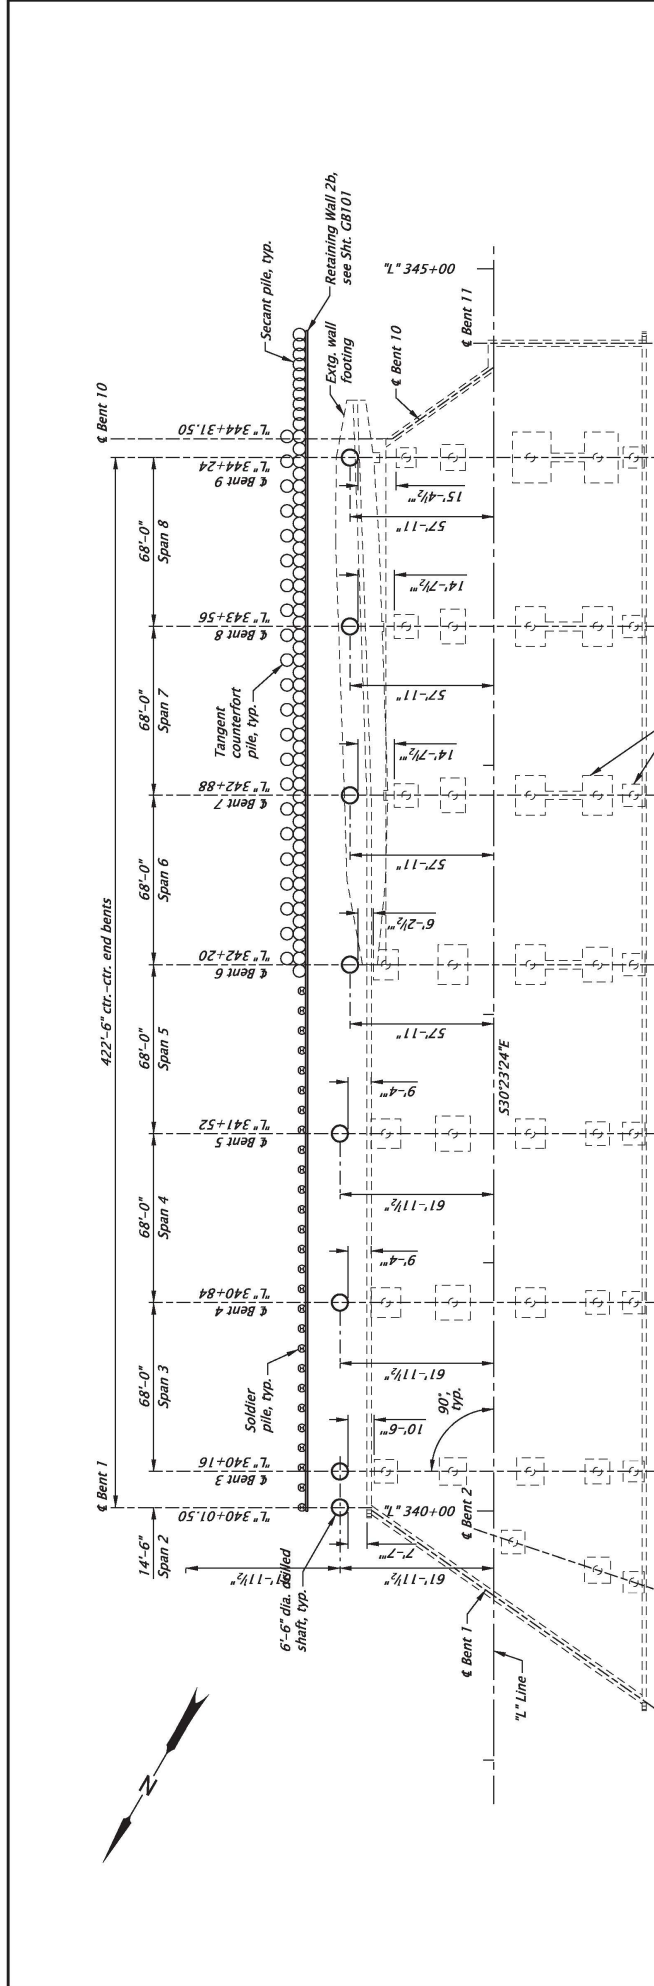 ℄ Bent 1
"L" 340+01.50
14'-6"
Span 2
422'-6" ctr.-ctr. end bents
68'-0"
Span 3
68'-0"
Span 4
68'-0"
Span 5
68'-0"
Span 6
68'-0"
Span 7
68'-0"
Span 8
℄ Bent 3
"L" 340+16
℄ Bent 4
"L" 340+84
℄ Bent 5
"L" 341+52
℄ Bent 6
"L" 342+20
℄ Bent 7
"L" 342+88
℄ Bent 8
"L" 343+56
℄ Bent 9
"L" 344+24
℄ Bent 10
"L" 344+31.50
Soldier
pile, typ.
Tangent
counterfort
pile, typ.
Secant pile, typ.
Retaining Wall 2b,
see Sht. GB101
Extg. wall
footing
℄ Bent 10
"L" 345+00
℄ Bent 11
6'-6" dia. drilled
shaft, typ.
61'-11½"
61'-11½"
7'-7"
10'-6"
61'-11½"
9'-4"
61'-11½"
9'-4"
57'-11"
6'-2½"
57'-11"
14'-7½"
57'-11"
14'-7½"
57'-11"
15'-4½"
90°,
typ.
S30°23'24"E
"L" 340+00
℄ Bent 2
℄ Bent 1
"L" Line
N